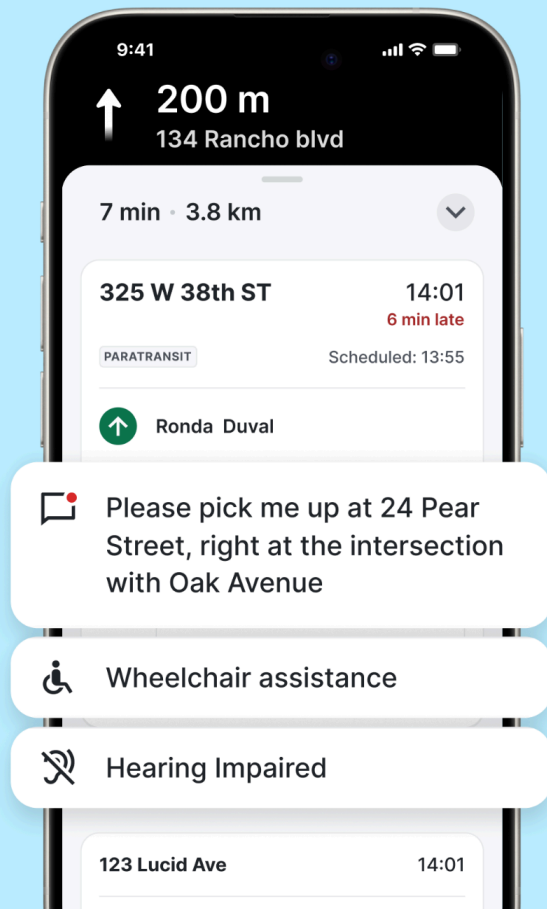 9:41
200 m
134 Rancho blvd
7 min · 3.8 km
325 W 38th ST 14:01
6 min late
PARATRANSIT Scheduled: 13:55
Ronda Duval
Please pick me up at 24 Pear
Street, right at the intersection
with Oak Avenue
Wheelchair assistance
Hearing Impaired
123 Lucid Ave 14:01